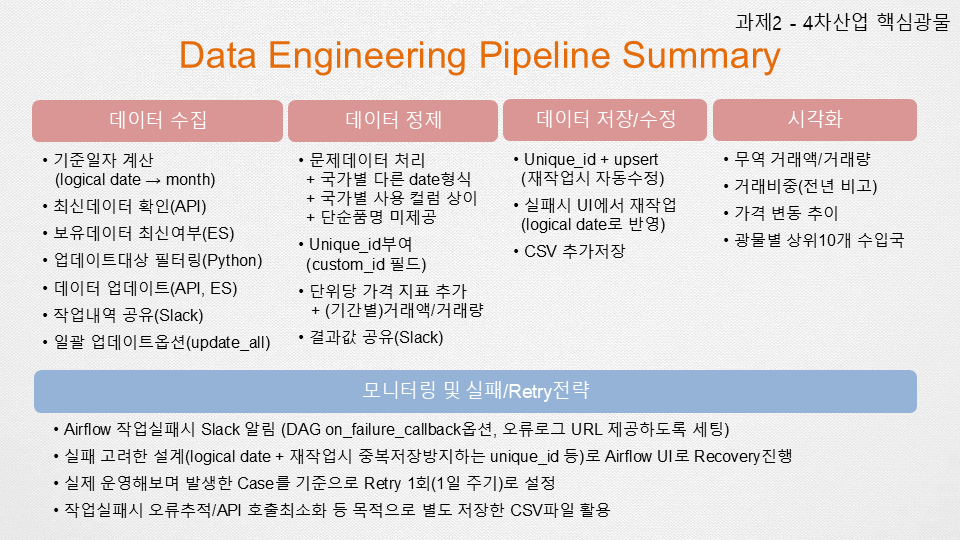 과제2 - 4차산업 핵심광물
Data Engineering Pipeline Summary
데이터 수집
• 기준일자 계산
(logical date → month)
• 최신데이터 확인(API)
• 보유데이터 최신여부(ES)
• 업데이트대상 필터링(Python)
• 데이터 업데이트(API, ES)
• 작업내역 공유(Slack)
• 일괄 업데이트옵션(update_all)
데이터 정제
• 문제데이터 처리
+ 국가별 다른 date형식
+ 국가별 사용 컬럼 상이
+ 단순품명 미제공
• Unique_id부여
(custom_id 필드)
• 단위당 가격 지표 추가
+ (기간별)거래액/거래량
• 결과값 공유(Slack)
데이터 저장/수정
• Unique_id + upsert
(재작업시 자동수정)
• 실패시 UI에서 재작업
(logical date로 반영)
• CSV 추가저장
시각화
• 무역 거래액/거래량
• 거래비중(전년 비고)
• 가격 변동 추이
• 광물별 상위10개 수입국
모니터링 및 실패/Retry전략
• Airflow 작업실패시 Slack 알림 (DAG on_failure_callback옵션, 오류로그 URL 제공하도록 세팅)
• 실패 고려한 설계(logical date + 재작업시 중복저장방지하는 unique_id 등)로 Airflow UI로 Recovery진행
• 실제 운영해보며 발생한 Case를 기준으로 Retry 1회(1일 주기)로 설정
• 작업실패시 오류추적/API 호출최소화 등 목적으로 별도 저장한 CSV파일 활용